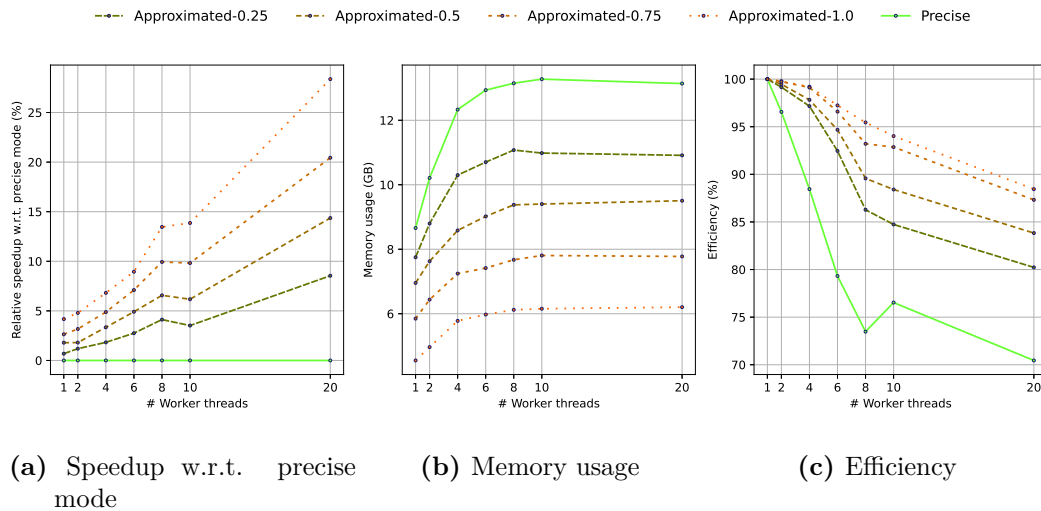 Approximated-0.25 Approximated-0.5 Approximated-0.75 Approximated-1.0 Precise
Relative speedup w.r.t. precise mode (%)
25
20
15
10
5
0
1 2 4 6 8 10 20
# Worker threads
Memory usage (GB)
12
10
8
6
1 2 4 6 8 10 20
# Worker threads
Efficiency (%)
100
95
90
85
80
75
70
1 2 4 6 8 10 20
# Worker threads
(a) Speedup w.r.t. precise
mode
(b) Memory usage
(c) Efficiency